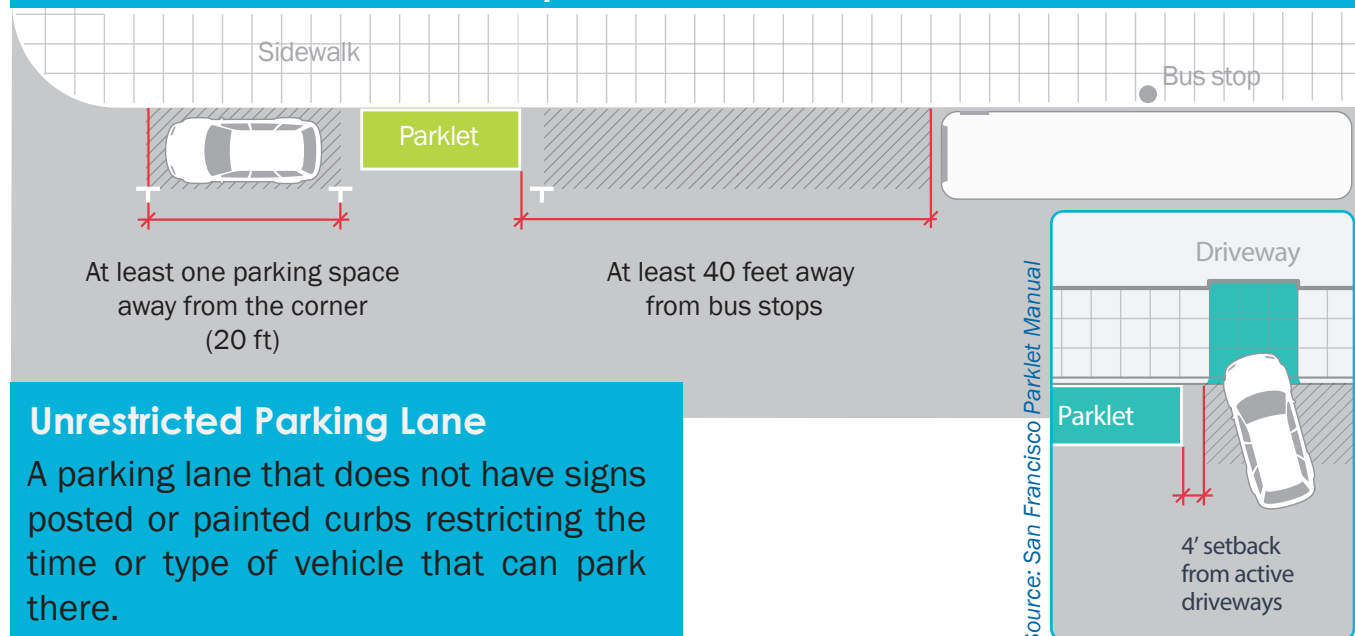 Sidewalk
Bus stop
Parklet
At least one parking space
away from the corner
(20 ft)
At least 40 feet away
from bus stops
Driveway
Parklet
4’ setback
from active
driveways
Source: San Francisco Parklet Manual
Unrestricted Parking Lane
A parking lane that does not have signs
posted or painted curbs restricting the
time or type of vehicle that can park
there.